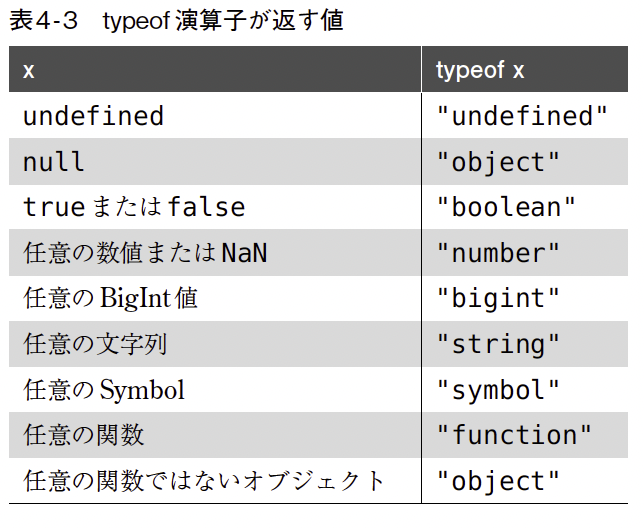 表4-3 typeof 演算子が返す値
x typeof x
undefined "undefined"
null "object"
true または false "boolean"
任意の数値または NaN "number"
任意の BigInt 値 "bigint"
任意の文字列 "string"
任意の Symbol "symbol"
任意の関数 "function"
任意の関数ではないオブジェクト "object"